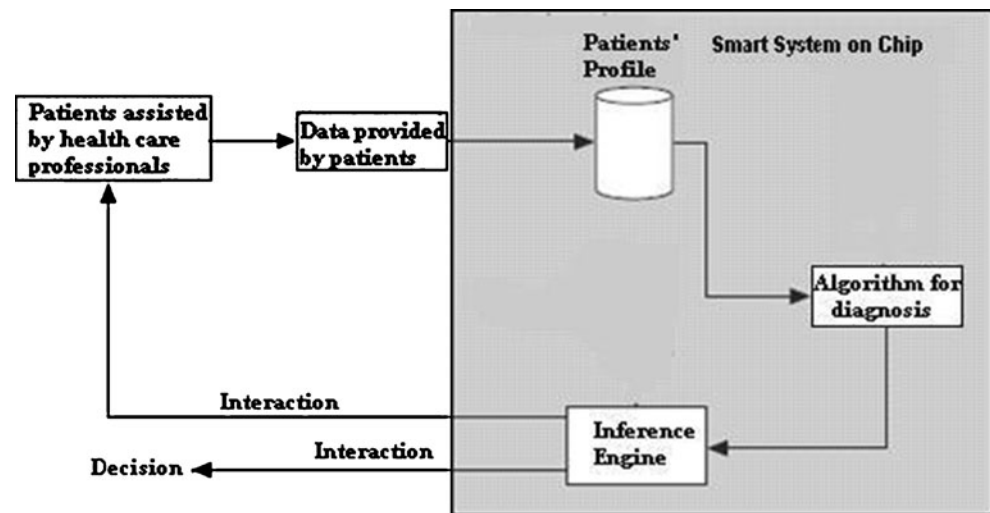 Patients'
Profile
Smart System on Chip
Patients assisted
by health care
professionals
Data provided
by patients
Algorithm for
diagnosis
Interaction
Inference
Engine
Interaction
Decision